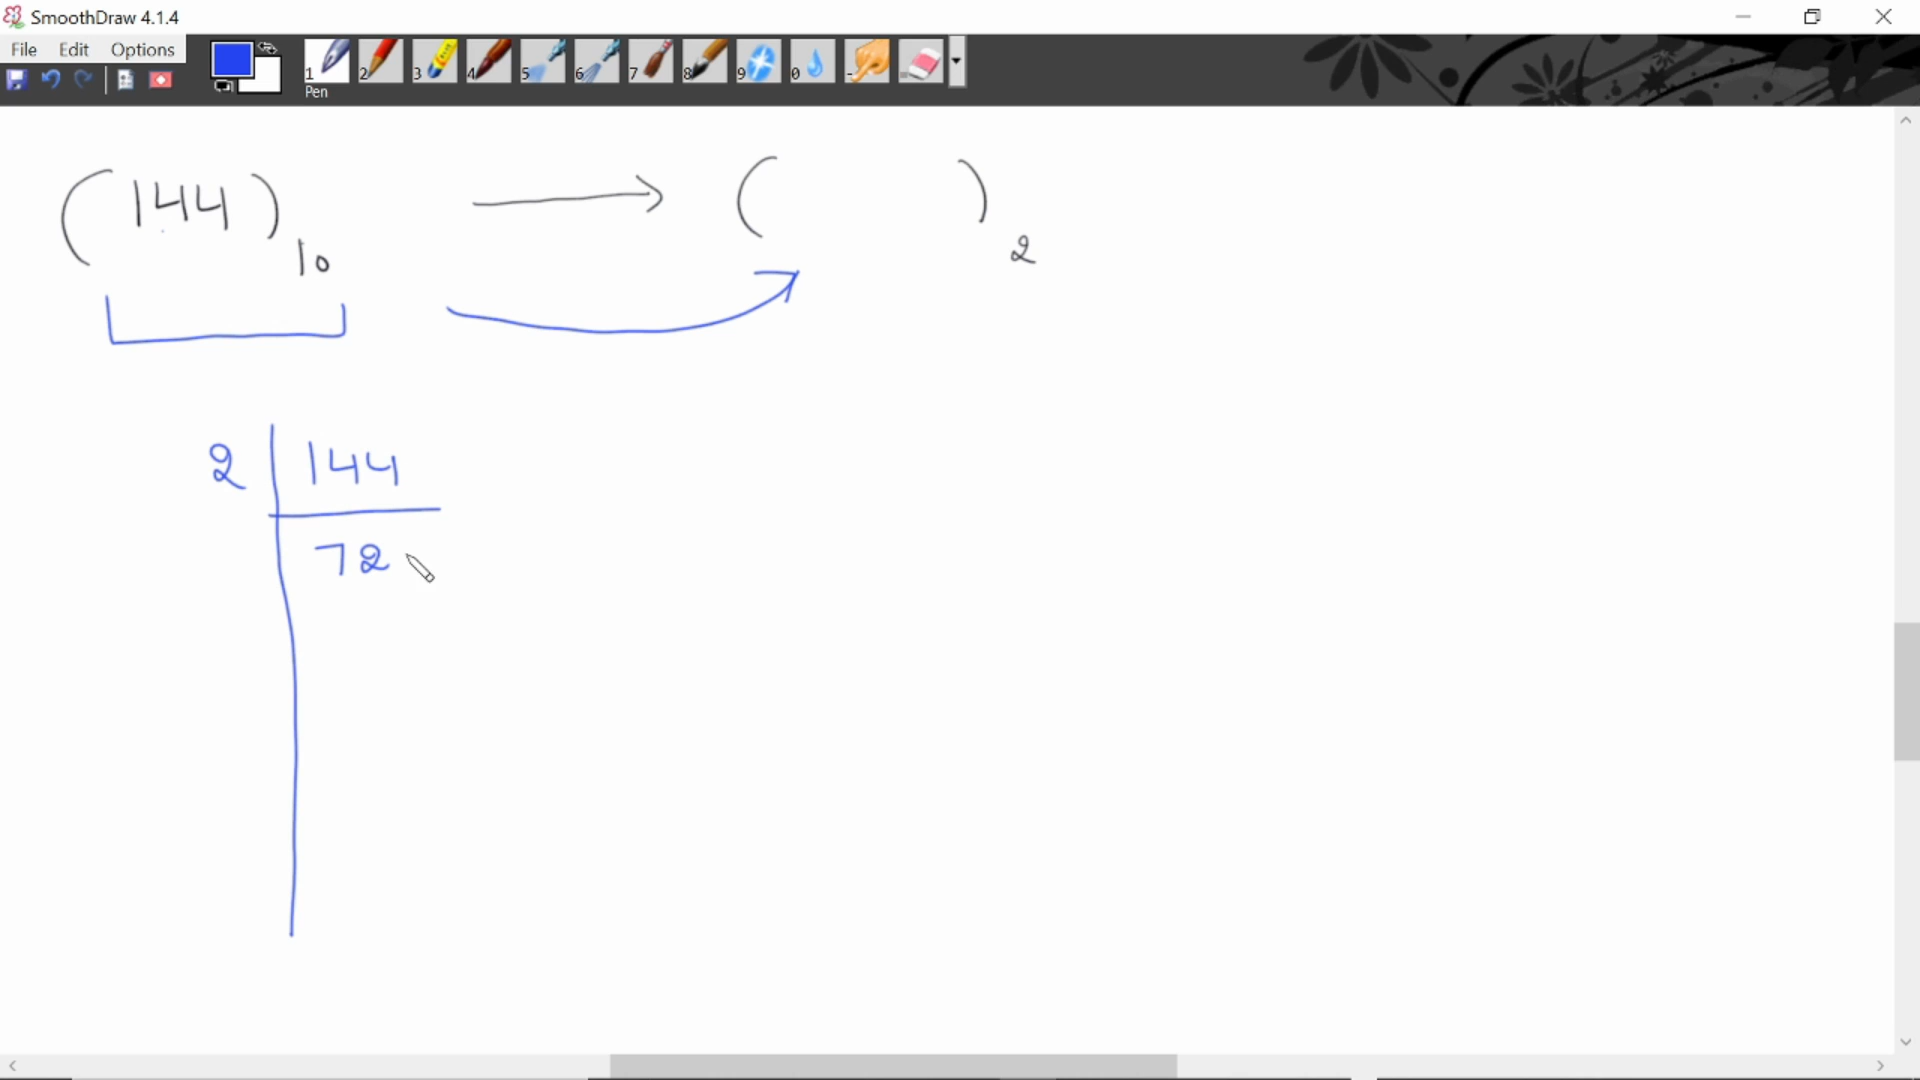 SmoothDraw 4.1.4
File Edit Options
1 2 3 4 5 6 7 8 9 0 - =
Pen
(144)10 → ( )2
2 144
72